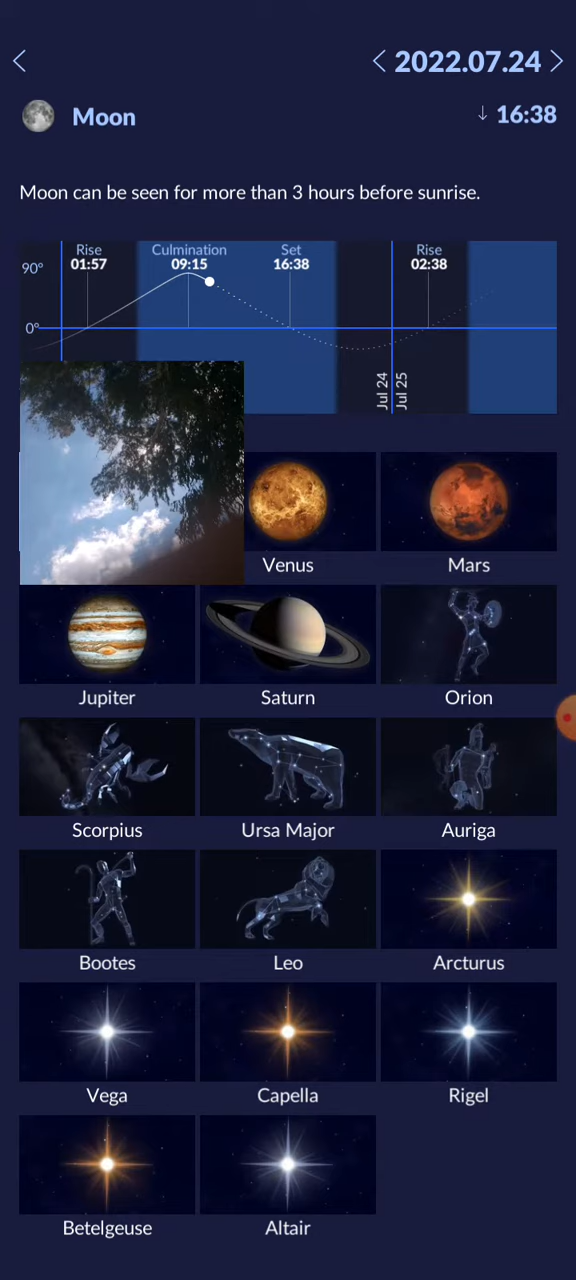 2022.07.24
Moon
↓ 16:38
Moon can be seen for more than 3 hours before sunrise.
Rise Culmination Set Rise
01:57 09:15 16:38 02:38
90°
0°
Jul 24 Jul 25
Venus Mars
Jupiter Saturn Orion
Scorpius Ursa Major Auriga
Bootes Leo Arcturus
Vega Capella Rigel
Betelgeuse Altair